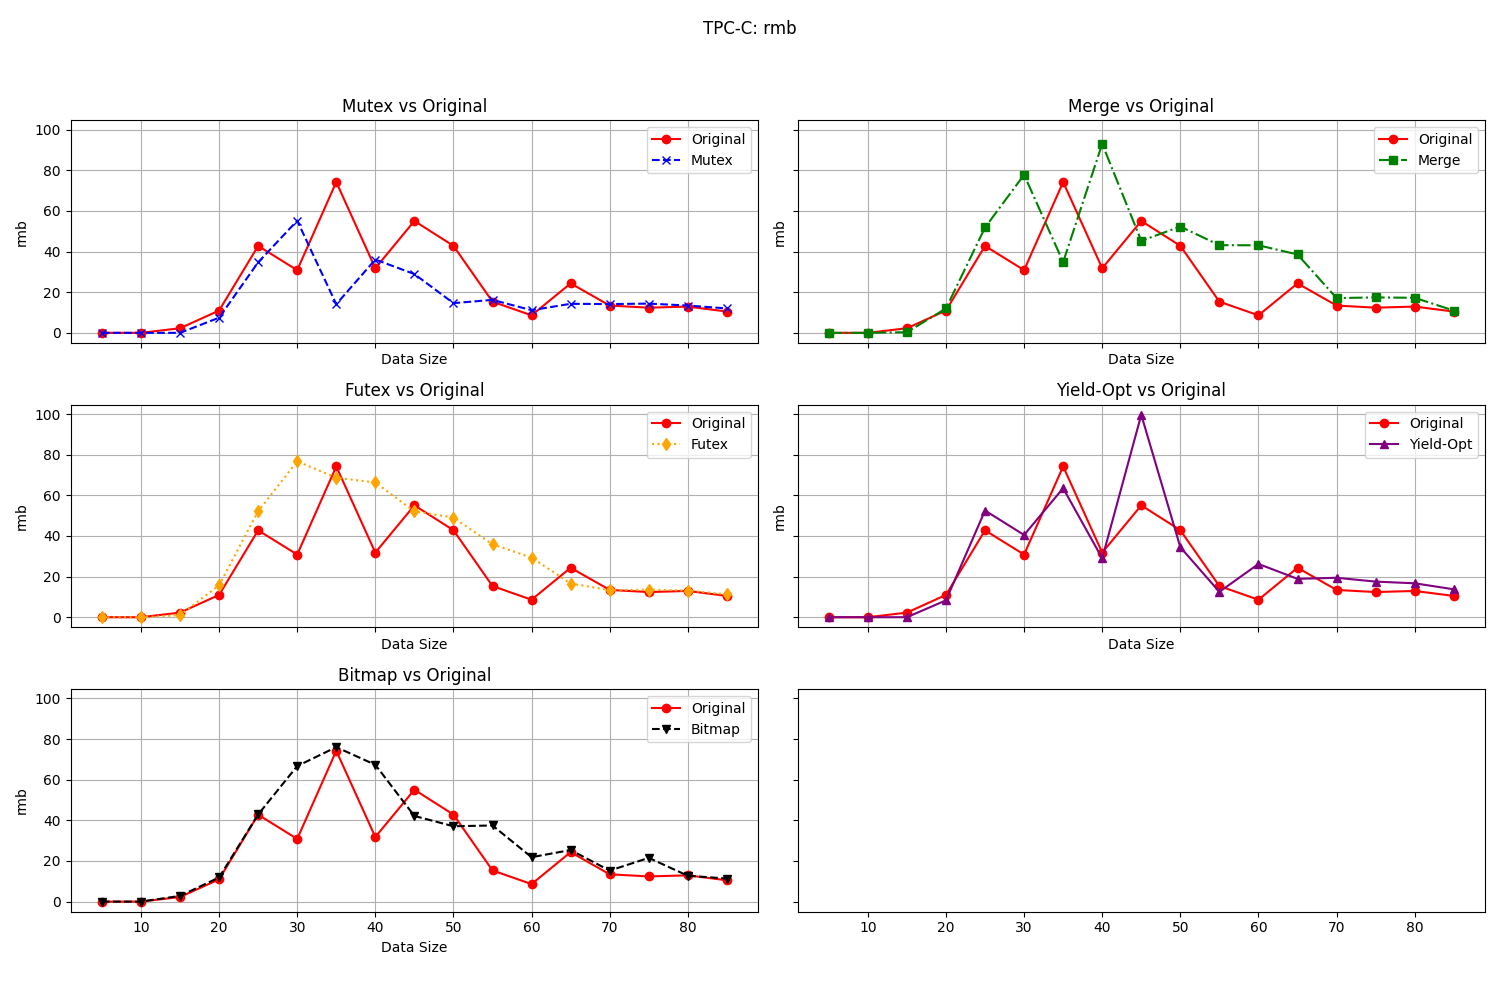 TPC-C: rmb
Mutex vs Original
100
80
60
40
20
0
rmb
Original
Mutex
Data Size
Merge vs Original
rmb
Original
Merge
Data Size
Futex vs Original
100
80
60
40
20
0
rmb
Original
Futex
Data Size
Yield-Opt vs Original
rmb
Original
Yield-Opt
Data Size
Bitmap vs Original
100
80
60
40
20
0
rmb
Original
Bitmap
10 20 30 40 50 60 70 80
Data Size
10 20 30 40 50 60 70 80